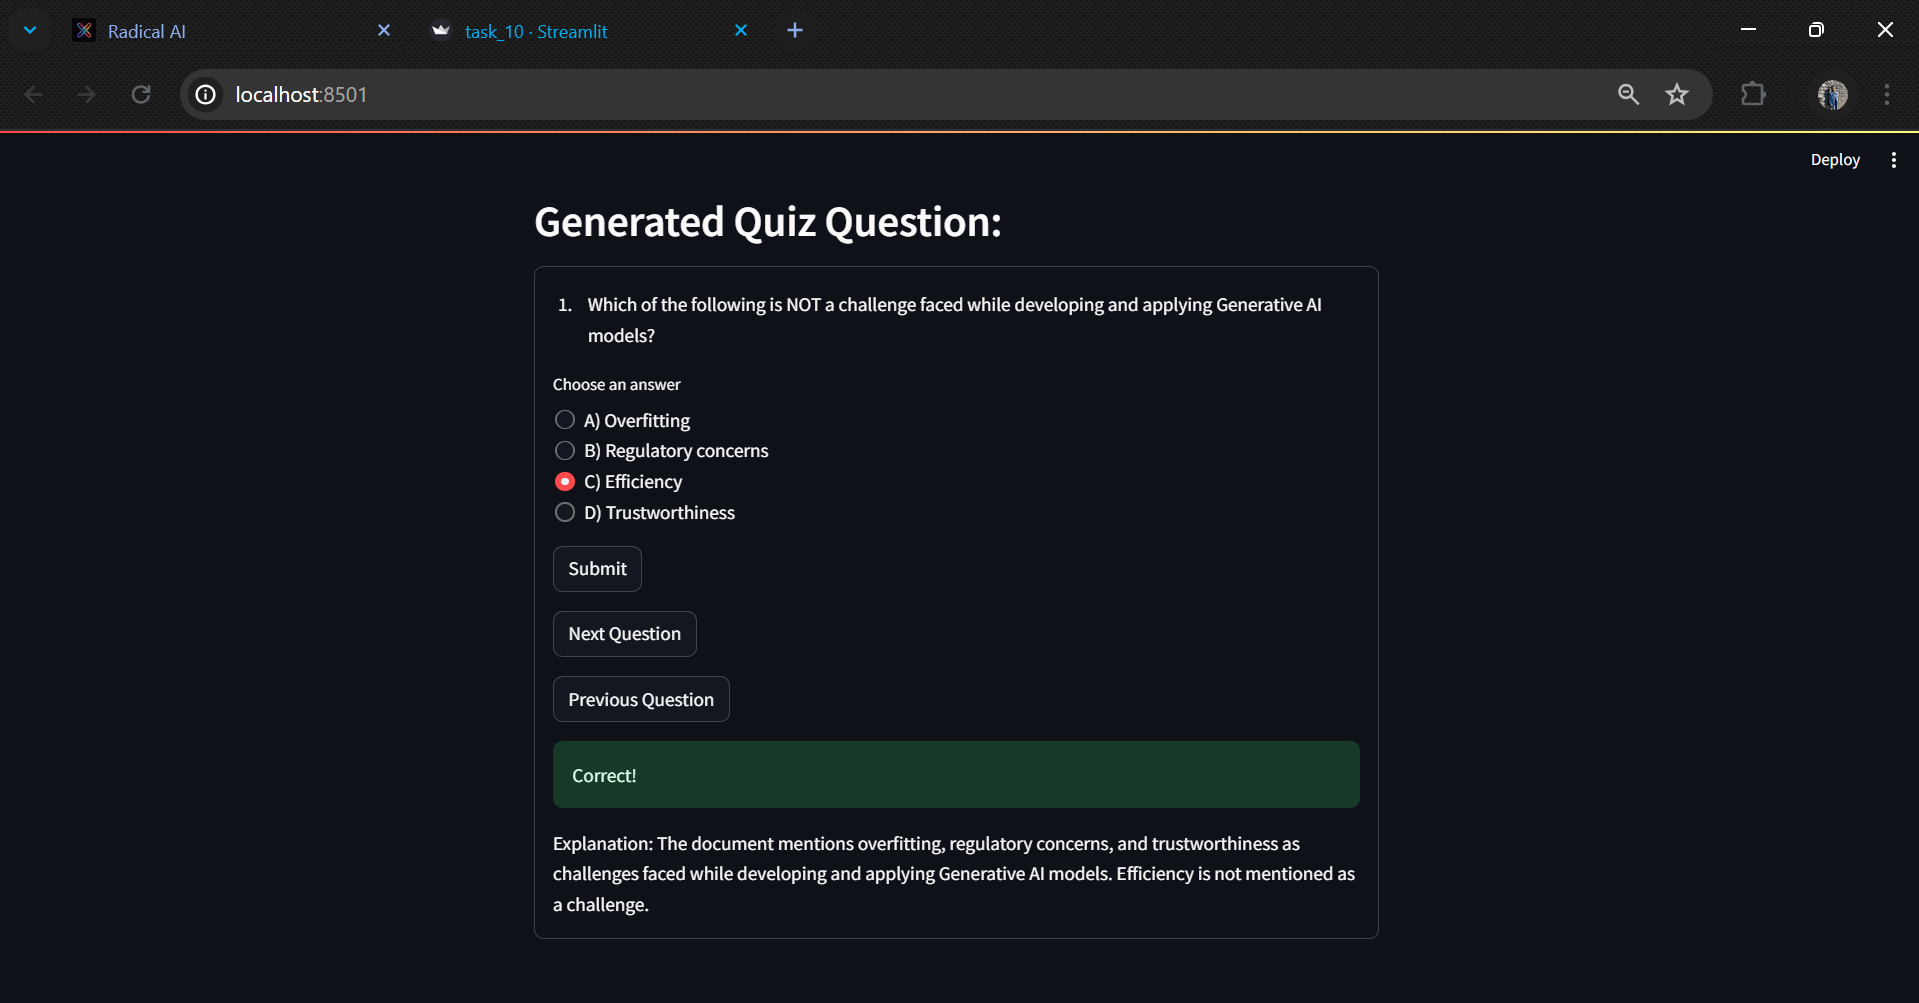 Radical AI
task_10 · Streamlit
localhost:8501
Deploy
Generated Quiz Question:
1. Which of the following is NOT a challenge faced while developing and applying Generative AI
models?
Choose an answer
A) Overfitting
B) Regulatory concerns
C) Efficiency
D) Trustworthiness
Submit
Next Question
Previous Question
Correct!
Explanation: The document mentions overfitting, regulatory concerns, and trustworthiness as
challenges faced while developing and applying Generative AI models. Efficiency is not mentioned as
a challenge.